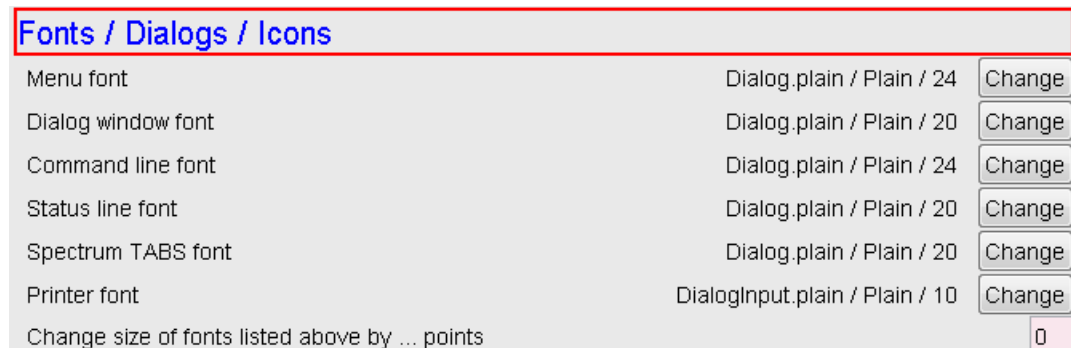 Fonts / Dialogs / Icons
Menu font Dialog.plain / Plain / 24 Change
Dialog window font Dialog.plain / Plain / 20 Change
Command line font Dialog.plain / Plain / 24 Change
Status line font Dialog.plain / Plain / 20 Change
Spectrum TABS font Dialog.plain / Plain / 20 Change
Printer font DialogInput.plain / Plain / 10 Change
Change size of fonts listed above by ... points 0